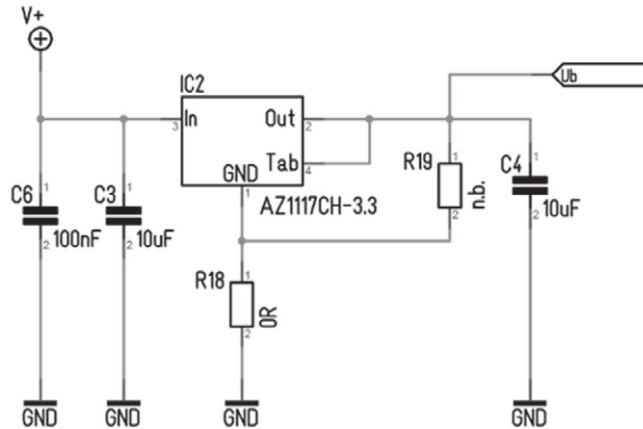 V+
IC2
In
3
Out
2
Tab
4
GND
1
AZ1117CH-3.3
Ub
C6
1
2
100nF
C3
1
2
10uF
R18
1
2
0R
R19
1
2
n.b.
C4
1
2
10uF
GND
GND
GND
GND